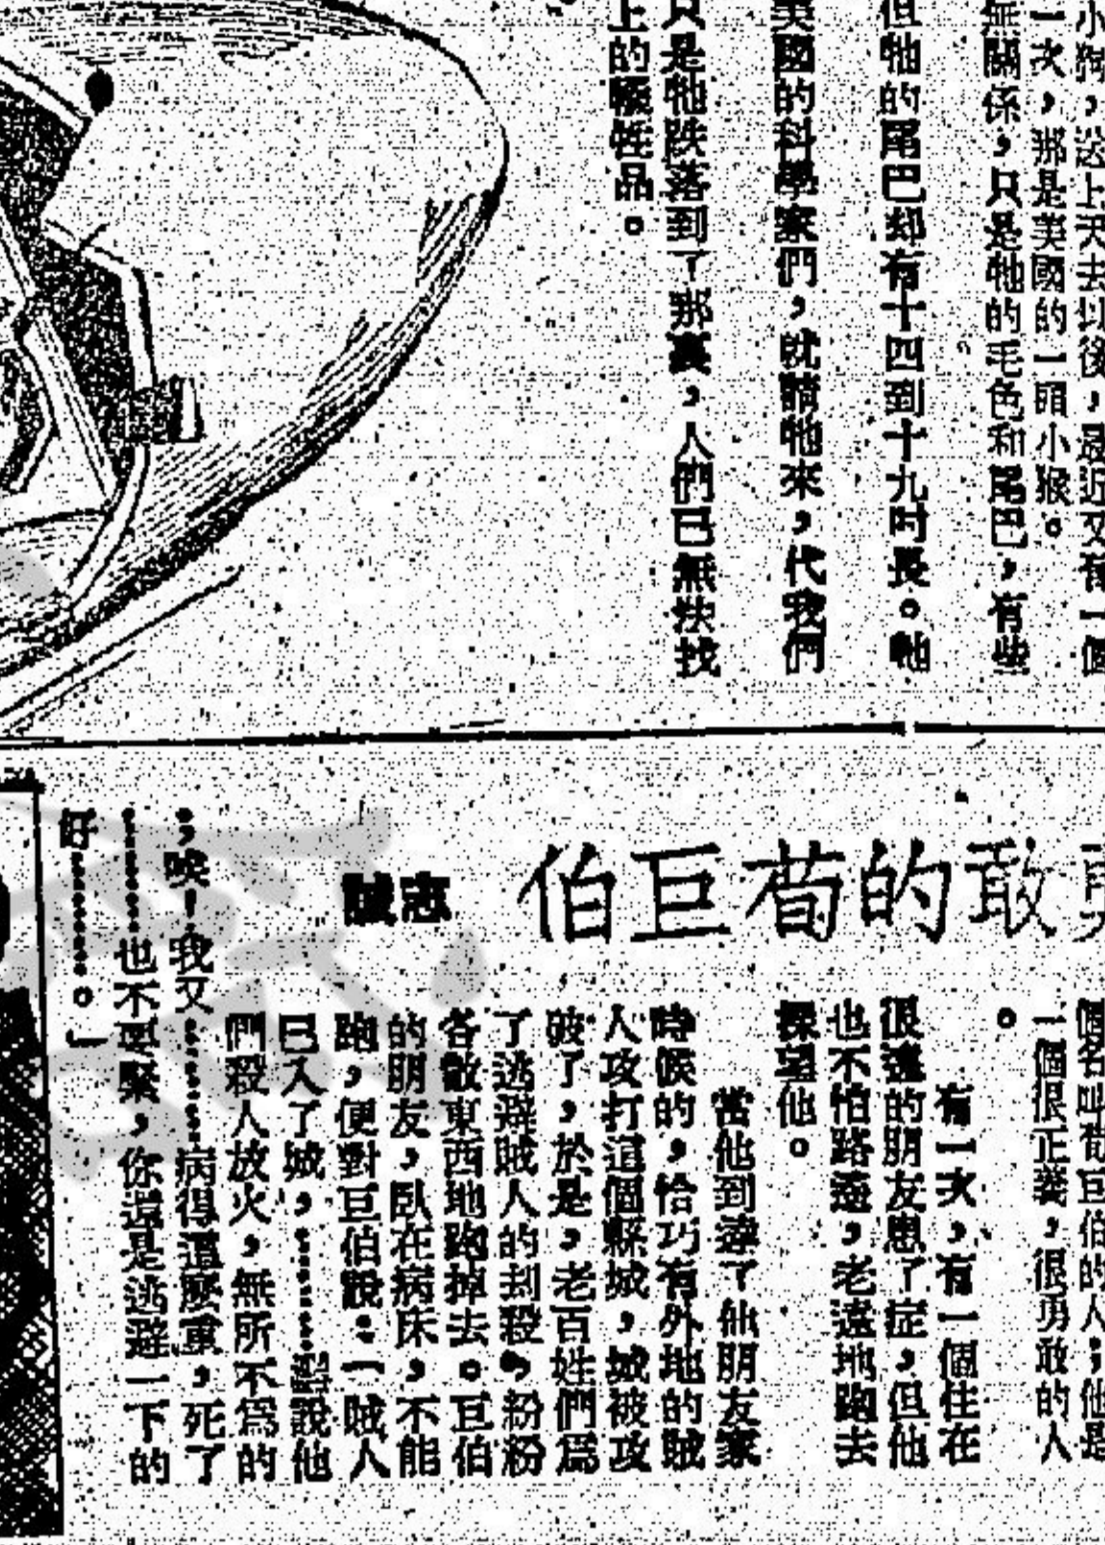 小狗，送上天去以後，最近又有一個
一次，那是美國的一頭小猴。
無關係，只是牠的毛色和尾巴，有些
但牠的尾巴却有十四到十九吋長。牠
美國的科學家們，就請牠來，代我們
只是牠跌落到了那裏，人們已無法找
上的犧牲品。
勇敢的荀巨伯
志誠
個名叫荀巨伯的人；他是
一個很正義，很勇敢的人
。
有一次，有一個住在
很遠的朋友患了症，但他
也不怕路遠，老遠地跑去
探望他。
當他到達了他朋友家
時候的，恰巧有外地的賊
人攻打這個縣城，城被攻
破了，於是，老百姓們爲
了逃避賊人的刦殺，紛紛
各散東西地跑掉去。巨伯
的朋友，臥在病床，不能
跑，便對巨伯說：「賊人
已入了城，………聽說他
們殺人放火，無所不爲的
，唉！我又………病得這麼重，死了
………也不要緊，你還是逃避一下的
好………。」